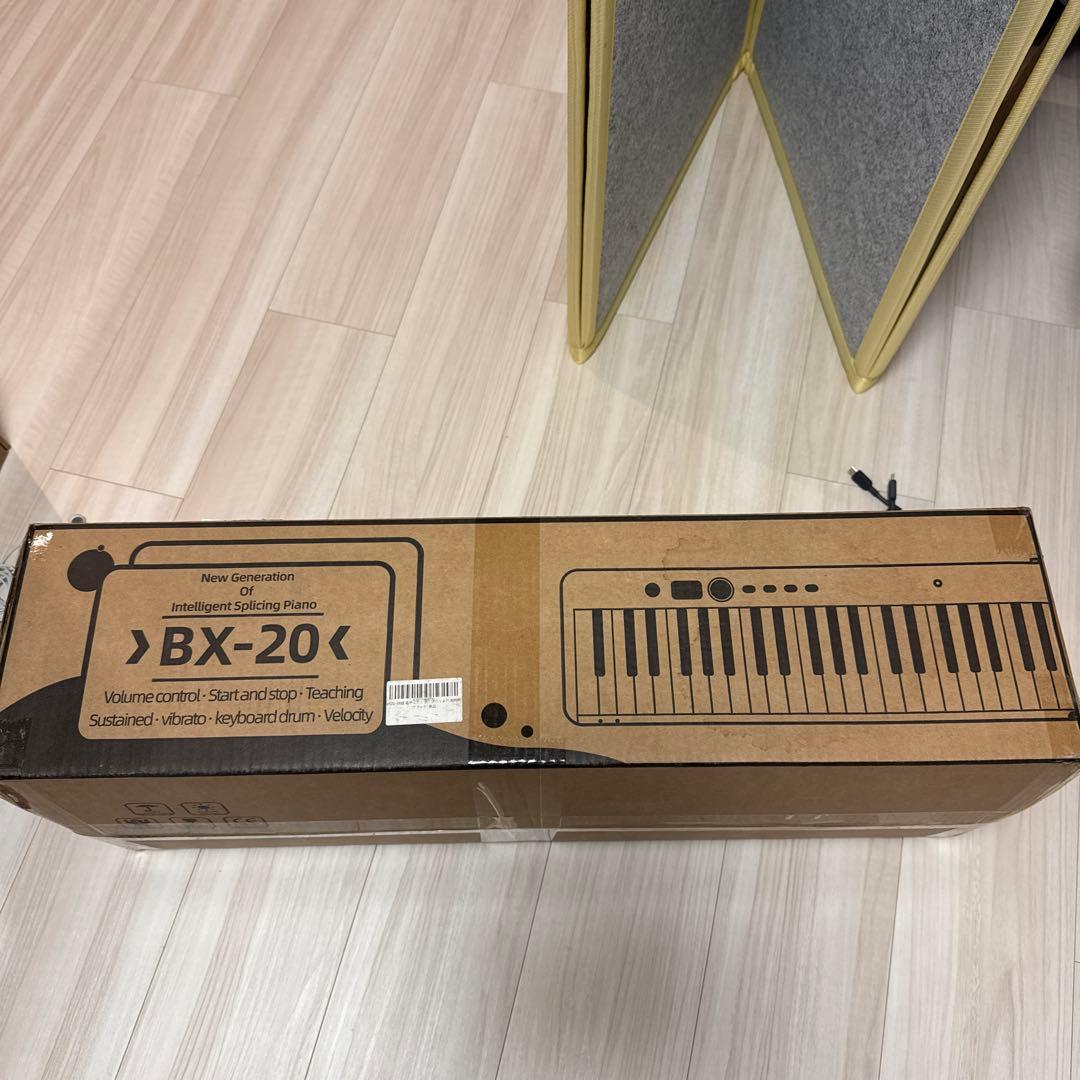 New Generation
Of
Intelligent Splicing Piano
BX-20
Volume control · Start and stop · Teaching
Sustained · vibrato · keyboard drum · Velocity